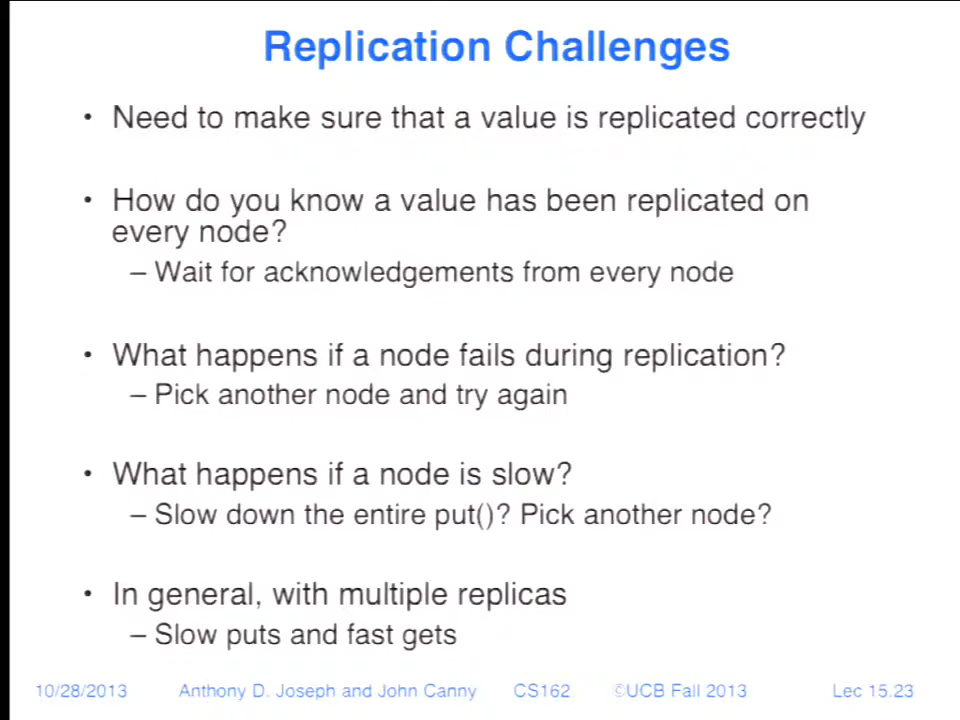 Replication Challenges
• Need to make sure that a value is replicated correctly
• How do you know a value has been replicated on
every node?
– Wait for acknowledgements from every node
• What happens if a node fails during replication?
– Pick another node and try again
• What happens if a node is slow?
– Slow down the entire put()? Pick another node?
• In general, with multiple replicas
– Slow puts and fast gets
10/28/2013 Anthony D. Joseph and John Canny CS162 ©UCB Fall 2013 Lec 15.23